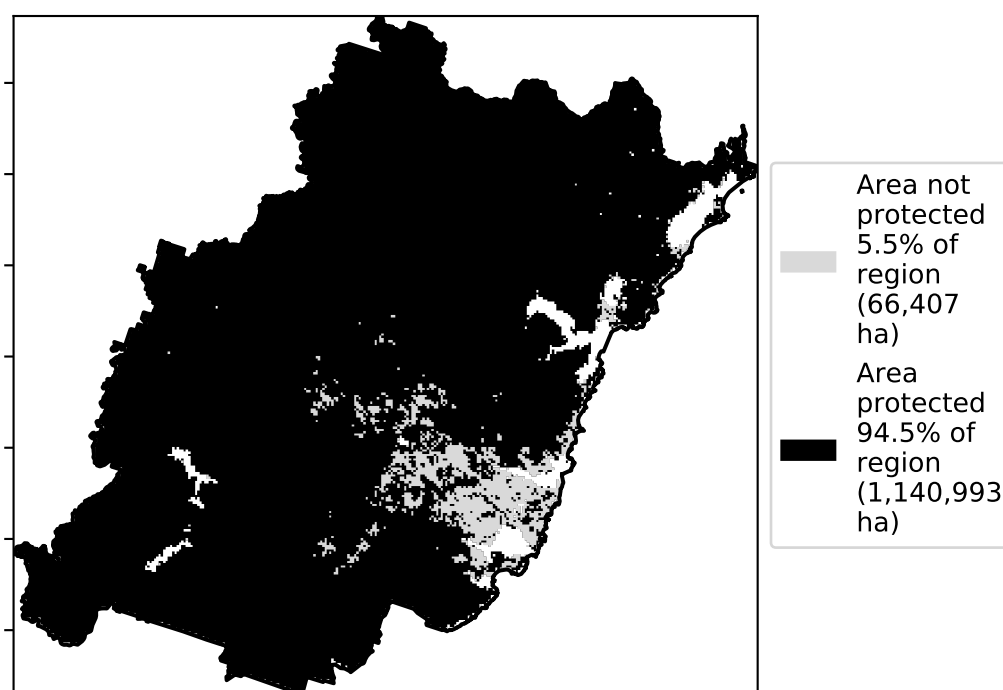 Area not
protected
5.5% of
region
(66,407
ha)
Area
protected
94.5% of
region
(1,140,993
ha)